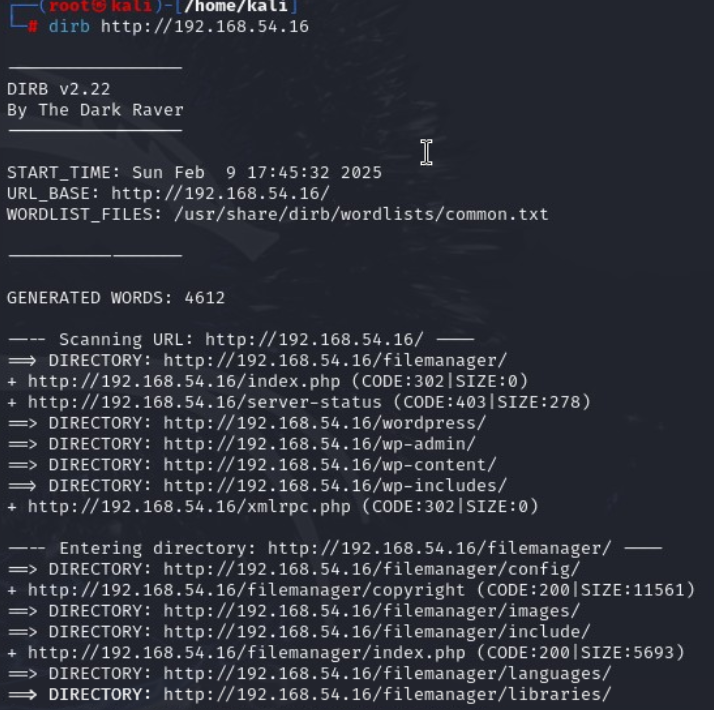 ┌──(root㉿kali)-[/home/kali]
└─# dirb http://192.168.54.16
-----------------
DIRB v2.22
By The Dark Raver
-----------------
START_TIME: Sun Feb  9 17:45:32 2025
URL_BASE: http://192.168.54.16/
WORDLIST_FILES: /usr/share/dirb/wordlists/common.txt
-----------------
GENERATED WORDS: 4612
---- Scanning URL: http://192.168.54.16/ ----
==> DIRECTORY: http://192.168.54.16/filemanager/
+ http://192.168.54.16/index.php (CODE:302|SIZE:0)
+ http://192.168.54.16/server-status (CODE:403|SIZE:278)
==> DIRECTORY: http://192.168.54.16/wordpress/
==> DIRECTORY: http://192.168.54.16/wp-admin/
==> DIRECTORY: http://192.168.54.16/wp-content/
==> DIRECTORY: http://192.168.54.16/wp-includes/
+ http://192.168.54.16/xmlrpc.php (CODE:302|SIZE:0)
---- Entering directory: http://192.168.54.16/filemanager/ ----
==> DIRECTORY: http://192.168.54.16/filemanager/config/
+ http://192.168.54.16/filemanager/copyright (CODE:200|SIZE:11561)
==> DIRECTORY: http://192.168.54.16/filemanager/images/
==> DIRECTORY: http://192.168.54.16/filemanager/include/
+ http://192.168.54.16/filemanager/index.php (CODE:200|SIZE:5693)
==> DIRECTORY: http://192.168.54.16/filemanager/languages/
==> DIRECTORY: http://192.168.54.16/filemanager/libraries/